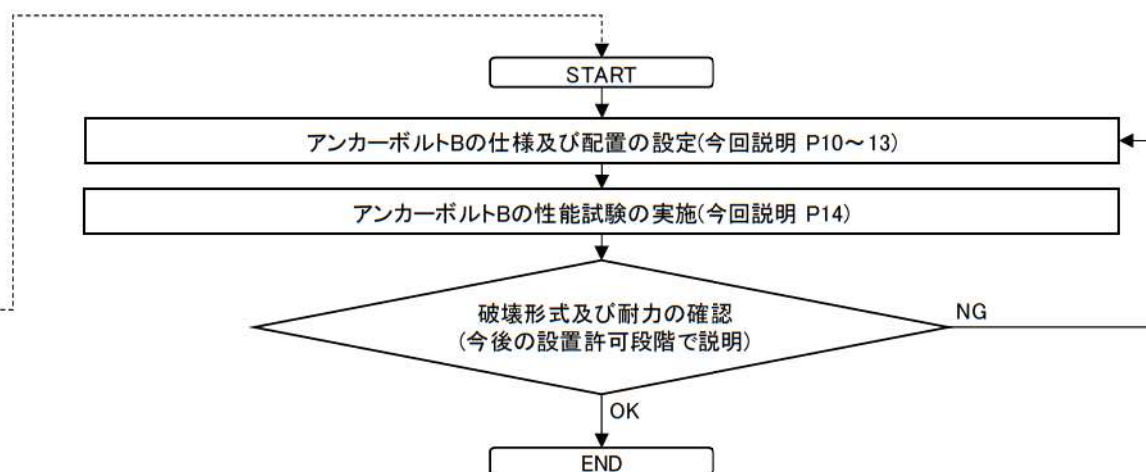 START
アンカーボルトBの仕様及び配置の設定(今回説明 P10～13)
アンカーボルトBの性能試験の実施(今回説明 P14)
破壊形式及び耐力の確認
(今後の設置許可段階で説明)
NG
OK
END